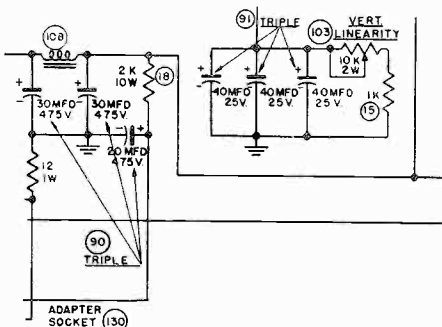 108
+
-
30MFD
475V.
+
-
30MFD
475V.
2K
10W
18
-
+
20MFD
475V.
12
1W
90
TRIPLE
ADAPTER
SOCKET 130
91
TRIPLE
103
VERT.
LINEARITY
+
-
40MFD
25V.
+
40MFD
25V.
+
40MFD
25V.
10K
2W
1K
15